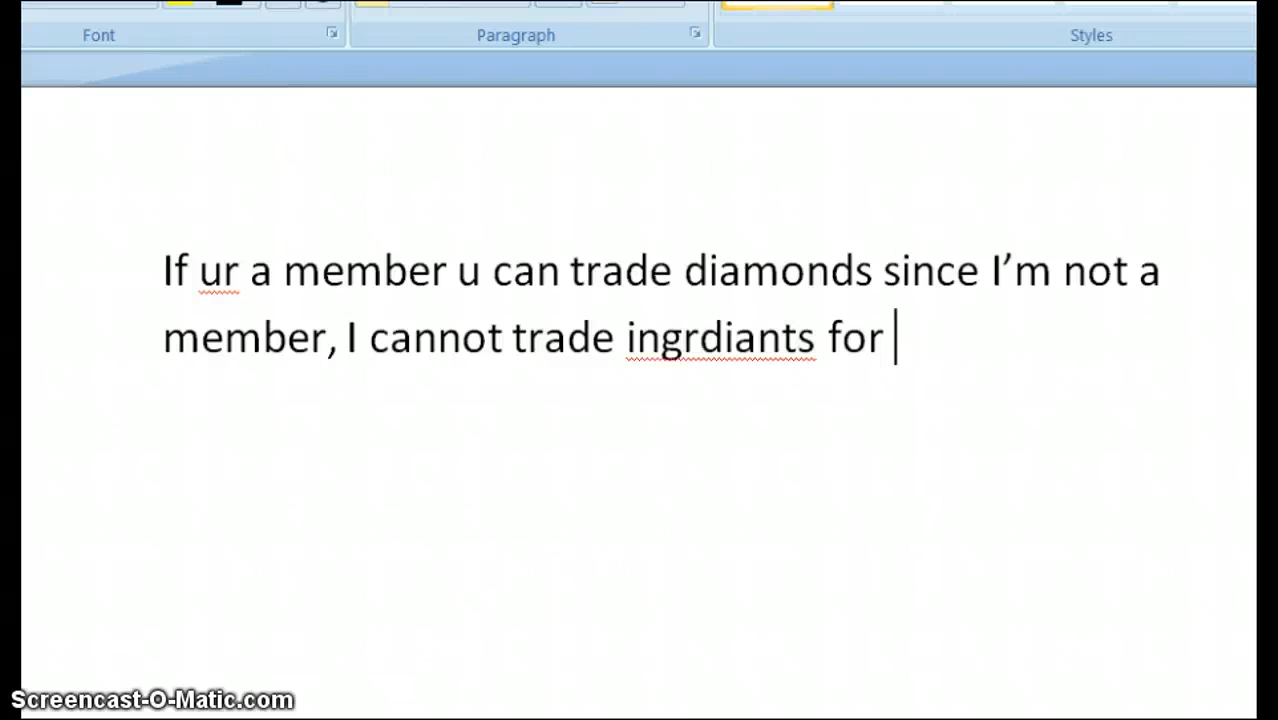 Font Paragraph Styles
If ur a member u can trade diamonds since I'm not a
member, I cannot trade ingrdiants for
Screencast-O-Matic.com